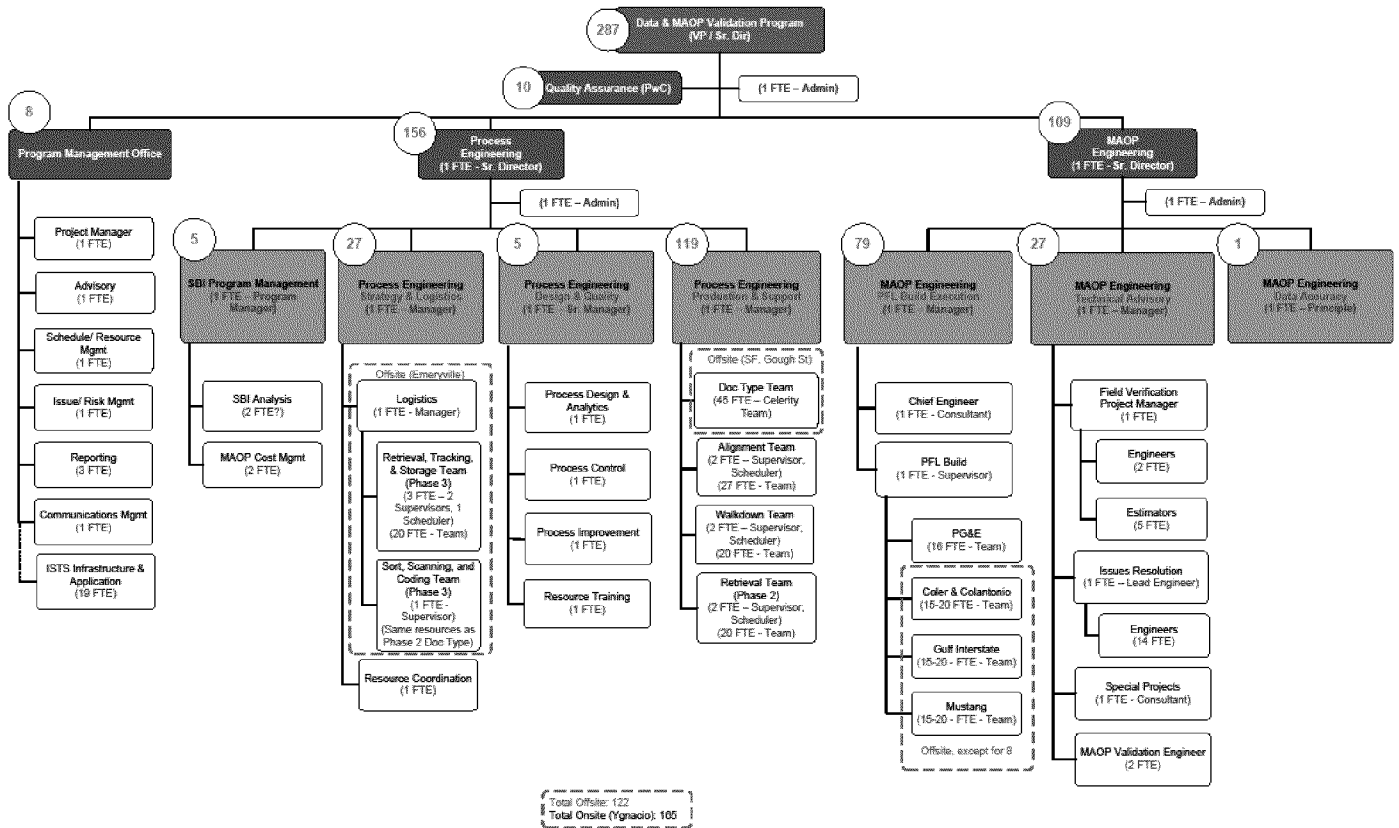 287
Data & MAOP Validation Program
(VP / Sr. Dir)
10
Quality Assurance (PwC)
(1 FTE – Admin)
8
Program Management Office
156
Process
Engineering
(1 FTE - Sr. Director)
109
MAOP
Engineering
(1 FTE - Sr. Director)
(1 FTE – Admin)
(1 FTE – Admin)
Project Manager
(1 FTE)
Advisory
(1 FTE)
Schedule/ Resource
Mgmt
(1 FTE)
Issue/ Risk Mgmt
(1 FTE)
Reporting
(3 FTE)
Communications Mgmt
(1 FTE)
ISTS Infrastructure &
Application
(19 FTE)
5
SBI Program Management
(1 FTE – Program
Manager)
SBI Analysis
(2 FTE?)
MAOP Cost Mgmt
(2 FTE)
27
Process Engineering
Strategy & Logistics
(1 FTE – Manager)
Offsite (Emeryville)
Logistics
(1 FTE - Manager)
Retrieval, Tracking,
& Storage Team
(Phase 3)
(3 FTE – 2
Supervisors, 1
Scheduler)
(20 FTE - Team)
Sort, Scanning, and
Coding Team
(Phase 3)
(1 FTE -
Supervisor)
(Same resources as
Phase 2 Doc Type)
Resource Coordination
(1 FTE)
5
Process Engineering
Design & Quality
(1 FTE – Sr. Manager)
Process Design &
Analytics
(1 FTE)
Process Control
(1 FTE)
Process Improvement
(1 FTE)
Resource Training
(1 FTE)
119
Process Engineering
Production & Support
(1 FTE – Manager)
Offsite (SF, Gough St)
Doc Type Team
(45 FTE – Celerity
Team)
Alignment Team
(2 FTE – Supervisor,
Scheduler)
(27 FTE - Team)
Walkdown Team
(2 FTE – Supervisor,
Scheduler)
(20 FTE - Team)
Retrieval Team
(Phase 2)
(2 FTE – Supervisor,
Scheduler)
(20 FTE - Team)
79
MAOP Engineering
PFL Build Execution
(1 FTE – Manager)
Chief Engineer
(1 FTE - Consultant)
PFL Build
(1 FTE - Supervisor)
PG&E
(16 FTE - Team)
Coler & Colantonio
(15-20 FTE - Team)
Gulf Interstate
(15-20 - FTE - Team)
Mustang
(15-20 - FTE - Team)
Offsite, except for 8
27
MAOP Engineering
Technical Advisory
(1 FTE – Manager)
Field Verification
Project Manager
(1 FTE)
Engineers
(2 FTE)
Estimators
(5 FTE)
Issues Resolution
(1 FTE – Lead Engineer)
Engineers
(14 FTE)
Special Projects
(1 FTE - Consultant)
MAOP Validation Engineer
(2 FTE)
1
MAOP Engineering
Data Accuracy
(1 FTE – Principle)
Total Offsite: 122
Total Onsite (Ygnacio): 165